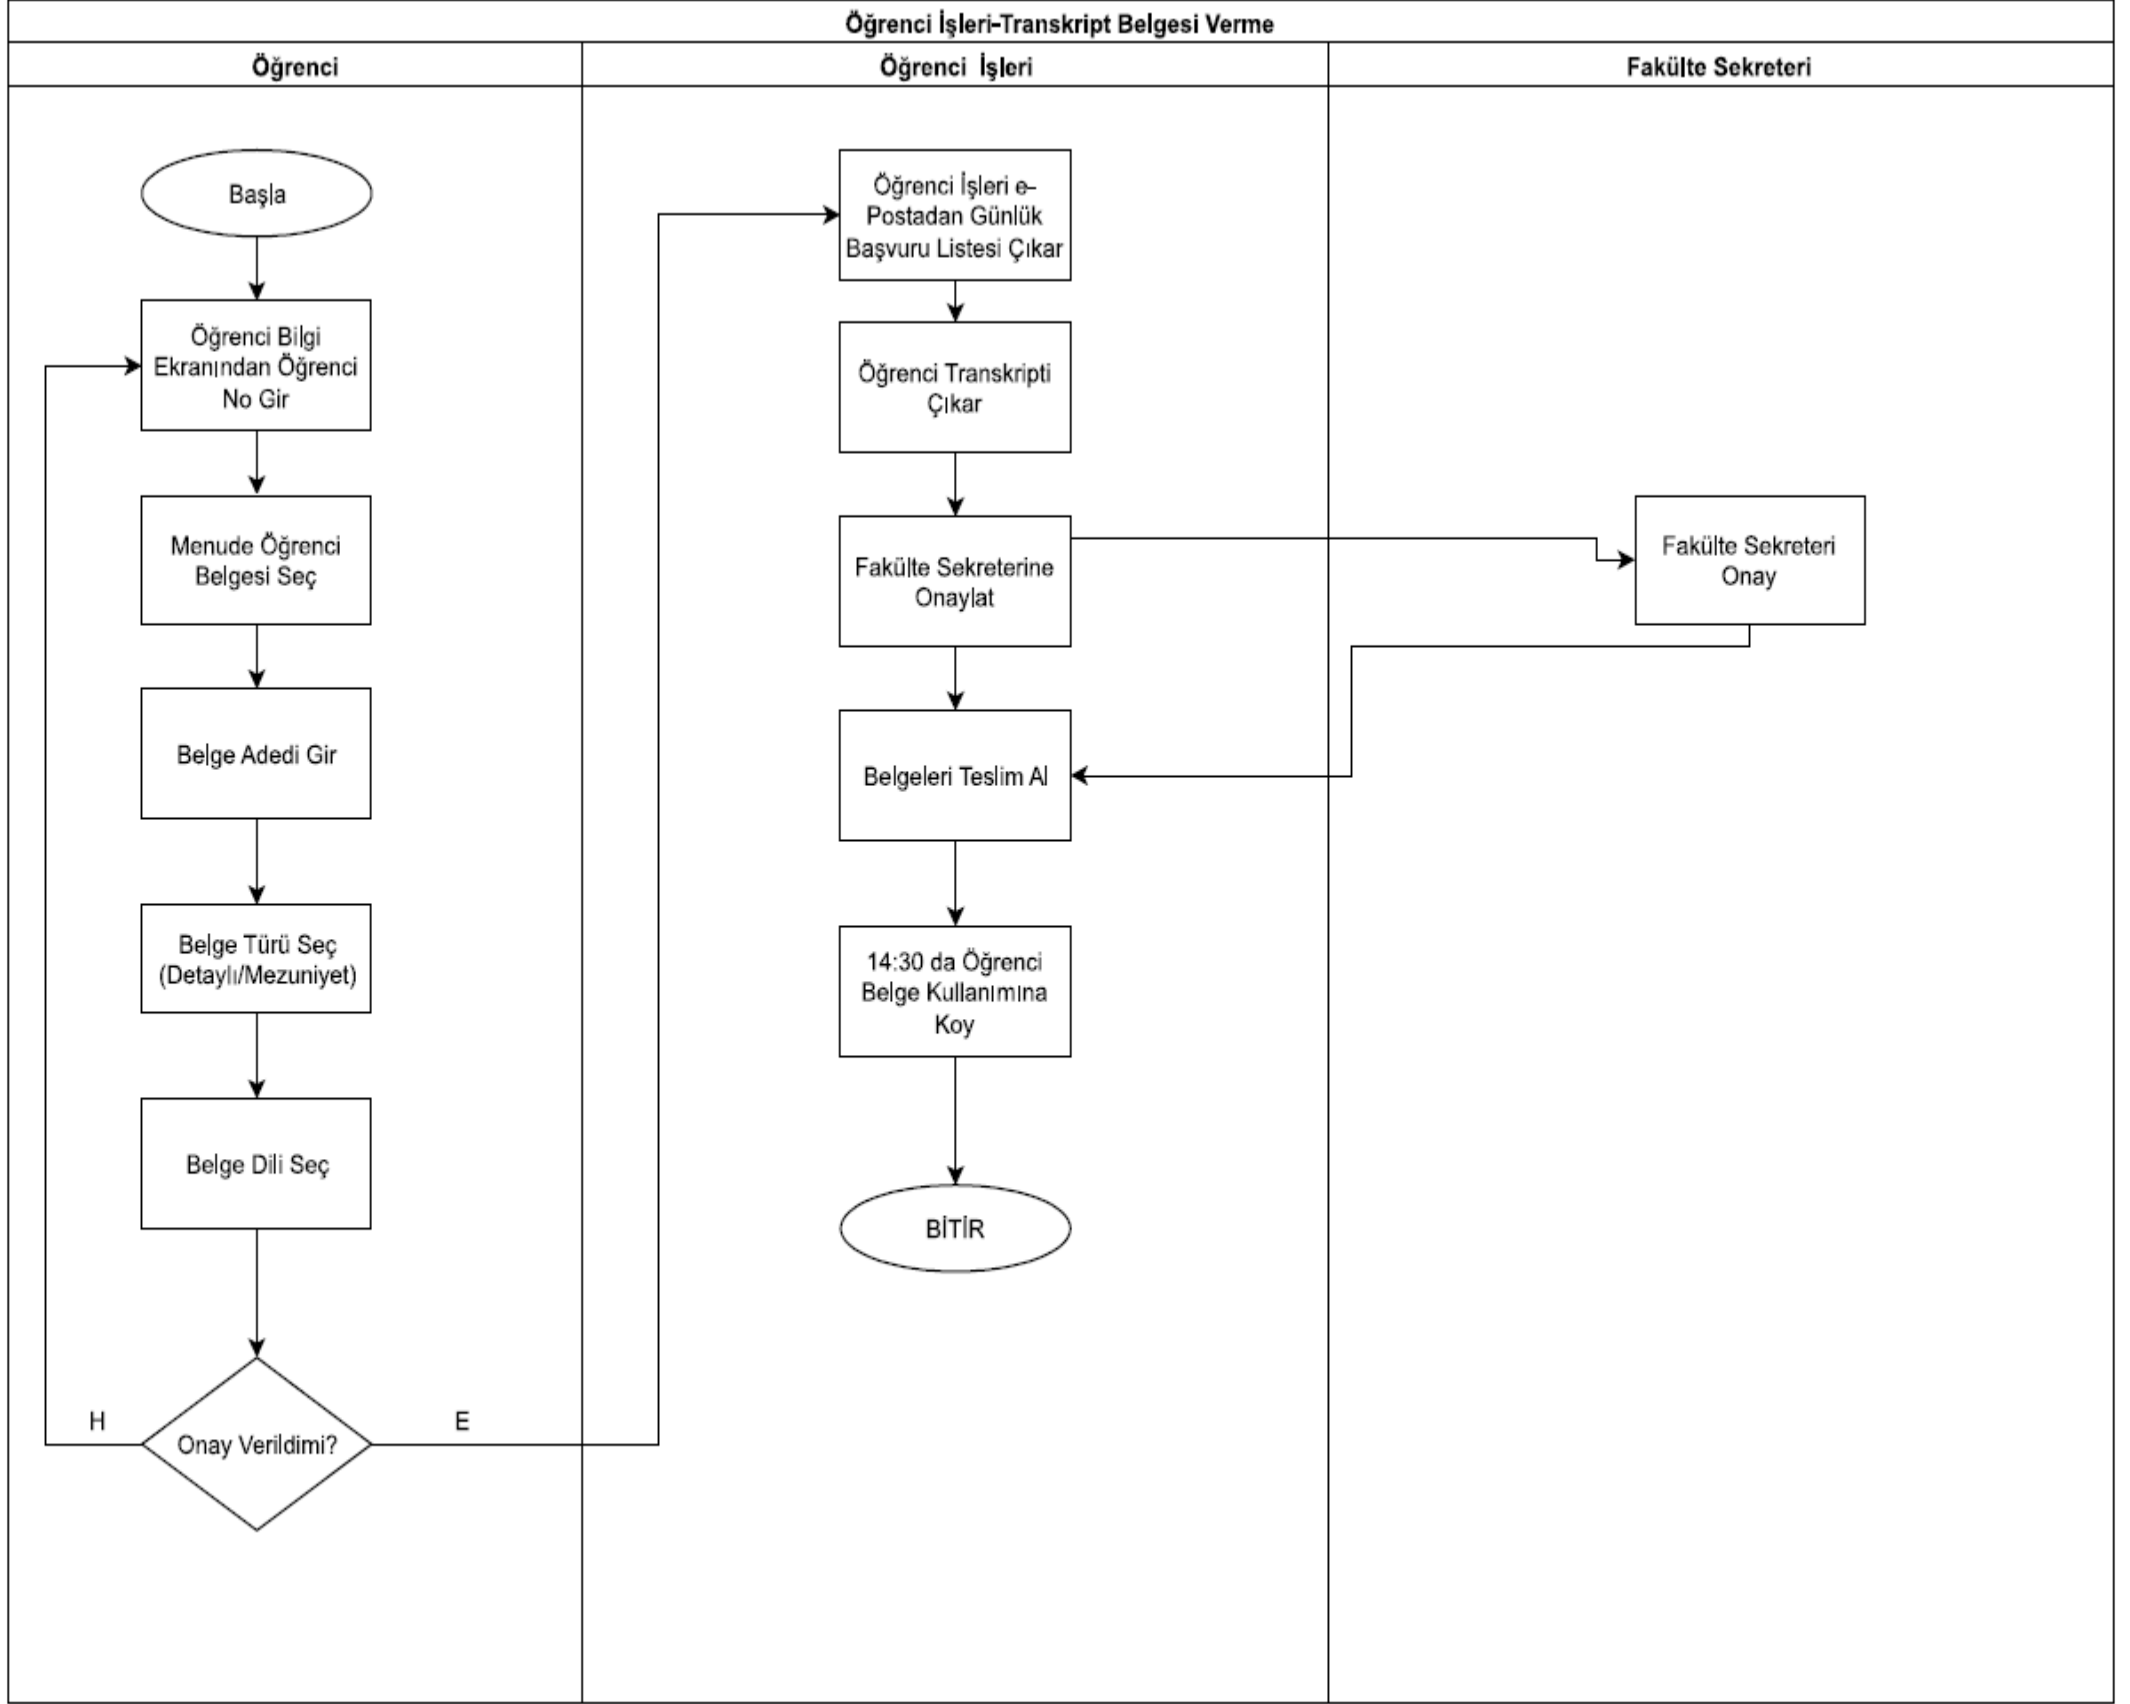 Öğrenci İşleri-Transkript Belgesi Verme
Öğrenci
Öğrenci İşleri
Fakülte Sekreteri
Başla
Öğrenci Bilgi
Ekranından Öğrenci
No Gir
Menude Öğrenci
Belgesi Seç
Belge Adedi Gir
Belge Türü Seç
(Detaylı/Mezuniyet)
Belge Dili Seç
H
Onay Verildimi?
E
Öğrenci İşleri e-
Postadan Günlük
Başvuru Listesi Çıkar
Öğrenci Transkripti
Çıkar
Fakülte Sekreterine
Onaylat
Belgeleri Teslim Al
14:30 da Öğrenci
Belge Kullanımına
Koy
BİTİR
Fakülte Sekreteri
Onay